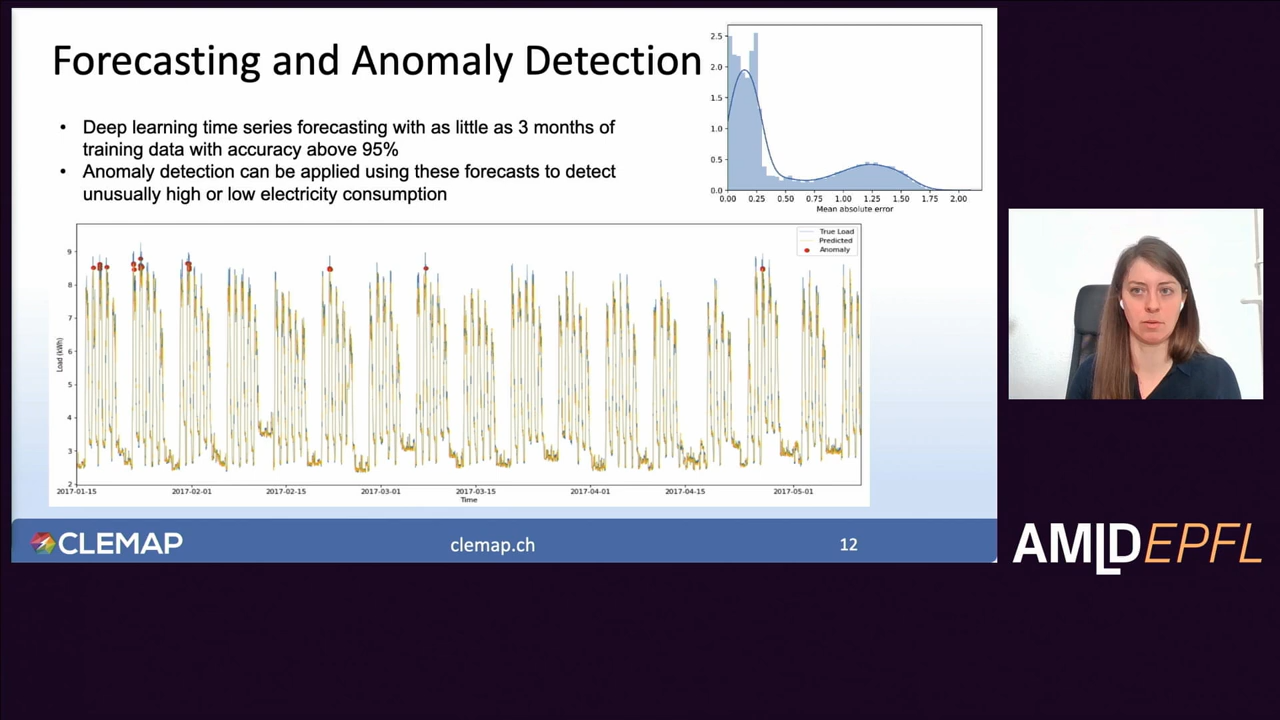 Forecasting and Anomaly Detection
• Deep learning time series forecasting with as little as 3 months of
training data with accuracy above 95%
• Anomaly detection can be applied using these forecasts to detect
unusually high or low electricity consumption
2.5
2.0
1.5
1.0
0.5
0.0
0.00 0.25 0.50 0.75 1.00 1.25 1.50 1.75 2.00
Mean absolute error
True Load
Predicted
Anomaly
Load (kWh)
9
8
7
6
5
4
3
2
2017-01-15 2017-02-01 2017-02-15 2017-03-01 2017-03-15 2017-04-01 2017-04-15 2017-05-01
Time
CLEMAP
clemap.ch
12
AMLD EPFL